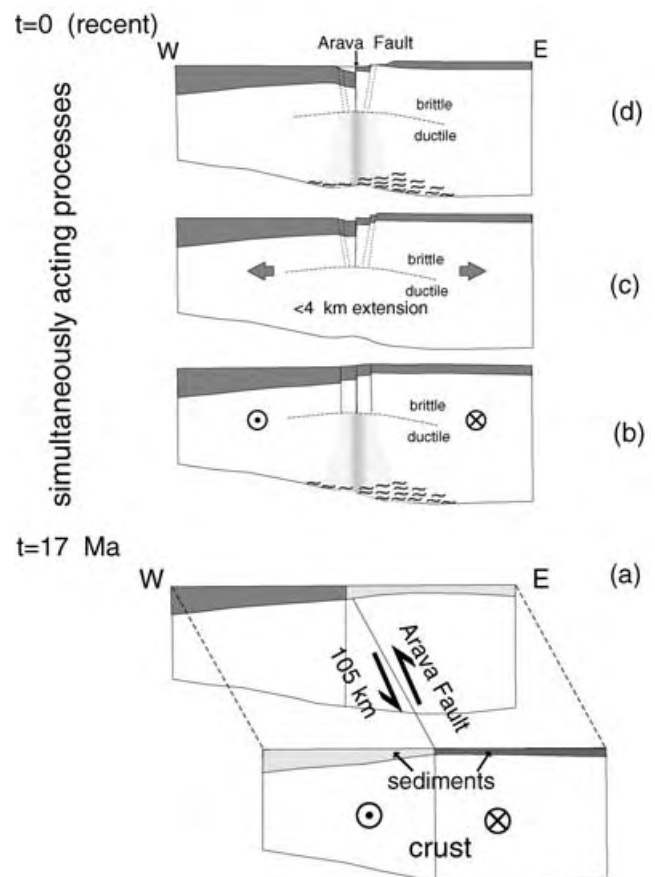 t=0 (recent)
W
Arava Fault
E
simultaneously acting processes
brittle
ductile
(d)
brittle
ductile
<4 km extension
(c)
brittle
ductile
(b)
t=17 Ma
W
E
(a)
Arava Fault
105 km
sediments
crust